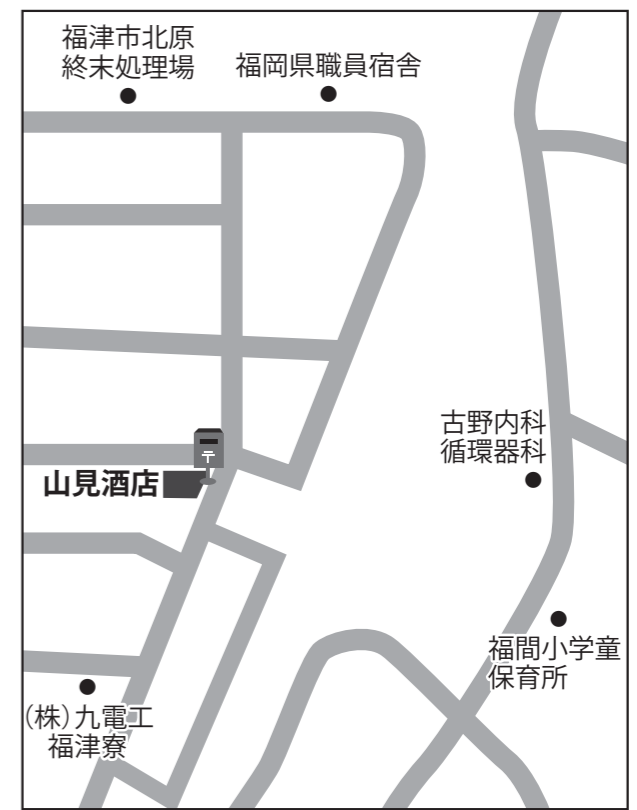 福津市北原
終末処理場
福岡県職員宿舎
古野内科
循環器科
〒
山見酒店
福間小学童
保育所
(株)九電工
福津寮